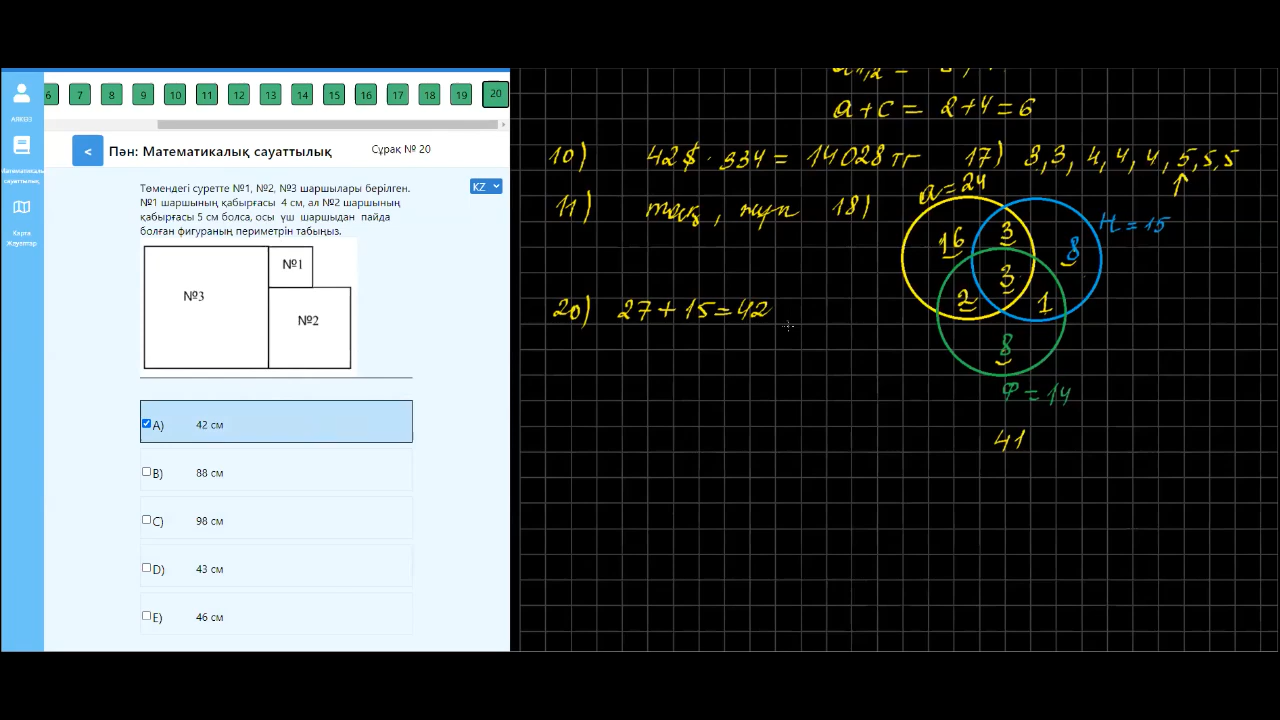 6 7 8 9 10 11 12 13 14 15 16 17 18 19 20
< Пән: Математикалық сауаттылық Сұрақ № 20
KZ
Математикалық сауаттылық
Карта Жауаптар
Төмендегі суретте №1, №2, №3 шаршылары берілген.
№1 шаршының қабырғасы 4 см, ал №2 шаршының
қабырғасы 5 см болса, осы үш шаршыдан пайда
болған фигураның периметрін табыңыз.
№1
№3
№2
A) 42 см
B) 88 см
C) 98 см
D) 43 см
E) 46 см
a + c = 2+4=6
10) 42$ · 334 = 14028 тг
17) 3,3, 4, 4, 4, 5,5,5
11) тақ, жұп
18)
a = 24
H = 15
16 3 8
3
2 1
8
Ф = 14
41
20) 27 + 15 = 42